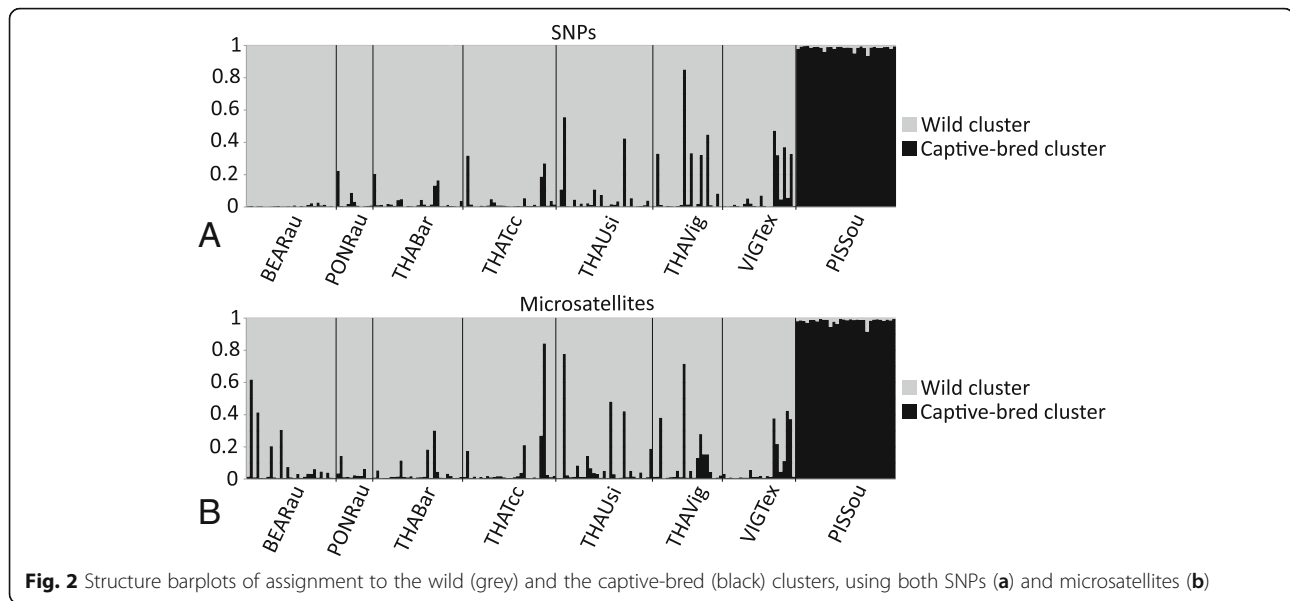 SNPs
1
0.8
0.6
0.4
0.2
0
Wild cluster
Captive-bred cluster
A
BEARau
PONRau
THABar
THATcc
THAUsi
THAVig
VIGTex
PISSou
Microsatellites
1
0.8
0.6
0.4
0.2
0
Wild cluster
Captive-bred cluster
B
BEARau
PONRau
THABar
THATcc
THAUsi
THAVig
VIGTex
PISSou
Fig. 2 Structure barplots of assignment to the wild (grey) and the captive-bred (black) clusters, using both SNPs (a) and microsatellites (b)